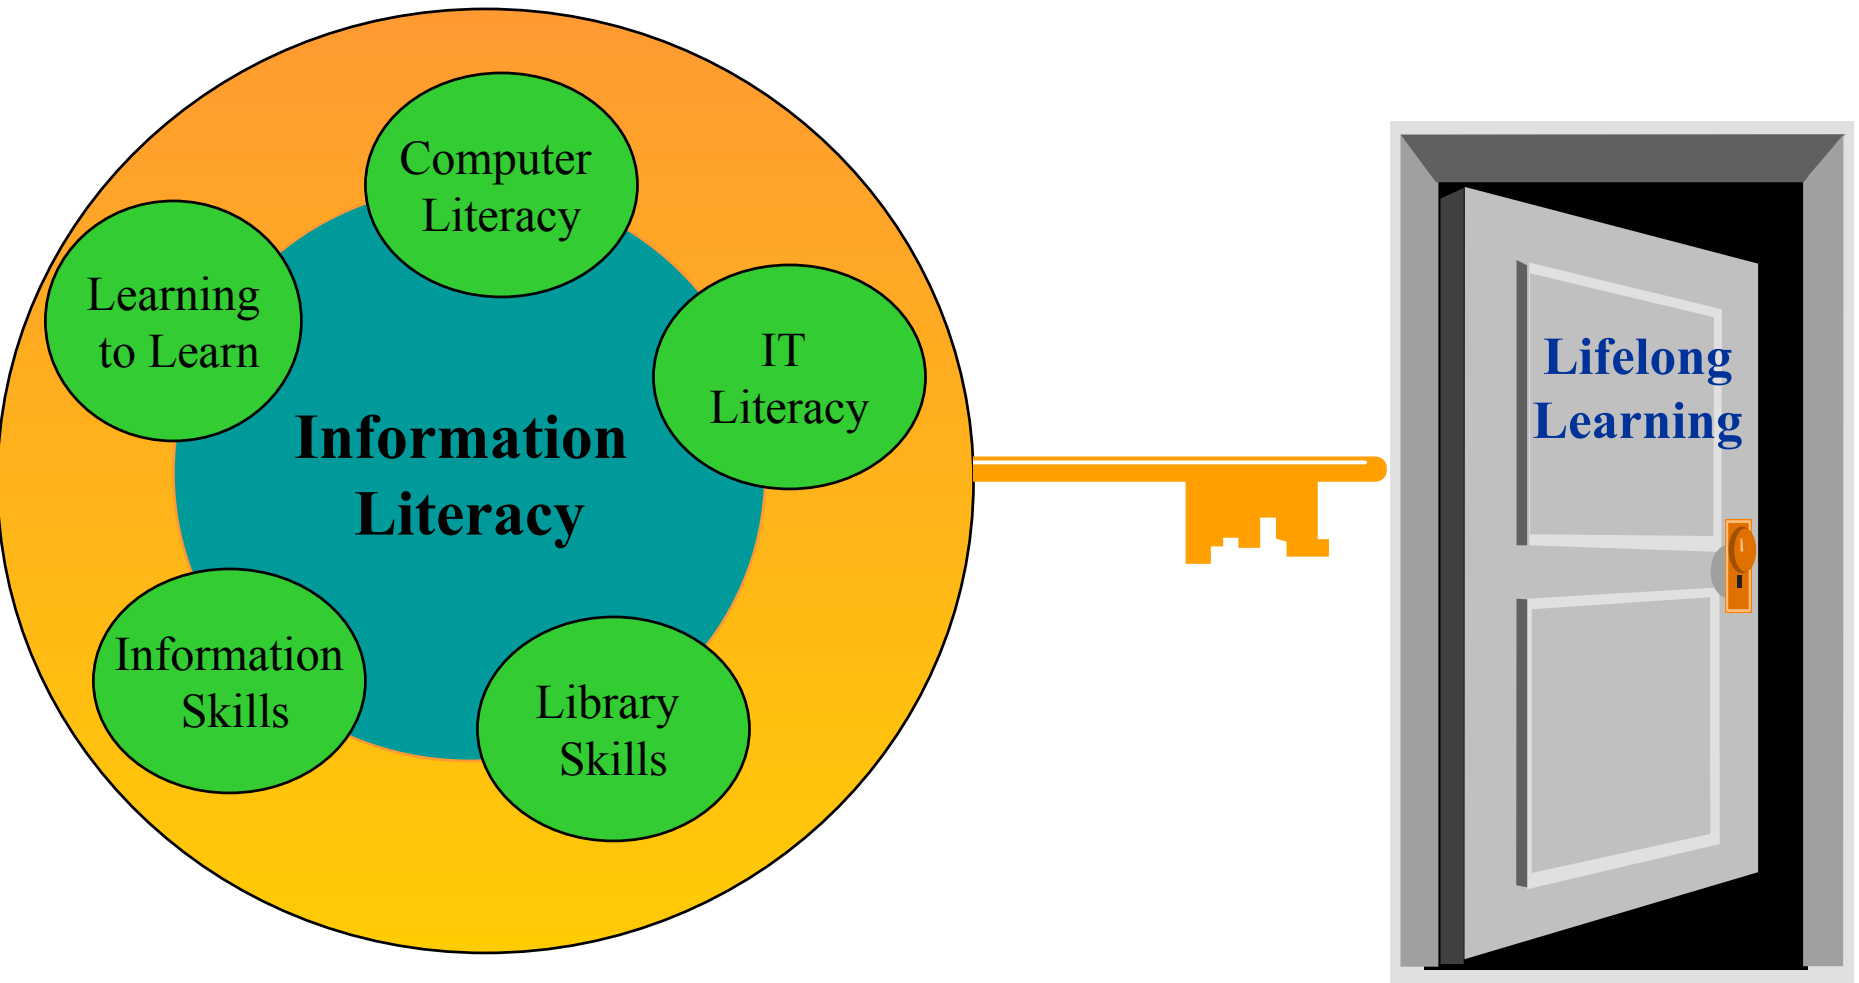 Computer
Literacy
Learning
to Learn
IT
Literacy
Information
Literacy
Information
Skills
Library
Skills
Lifelong
Learning